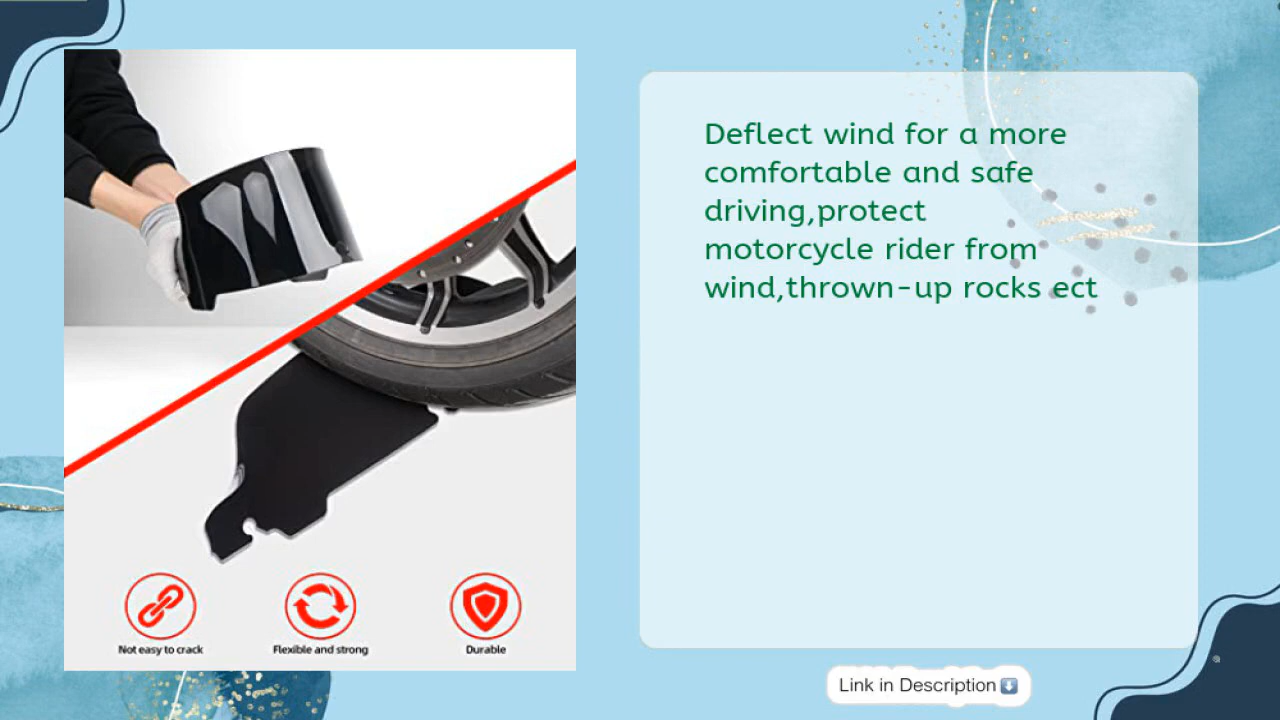 Deflect wind for a more
comfortable and safe
driving,protect
motorcycle rider from
wind,thrown-up rocks ect
Not easy to crack
Flexible and strong
Durable
Link in Description⬇️